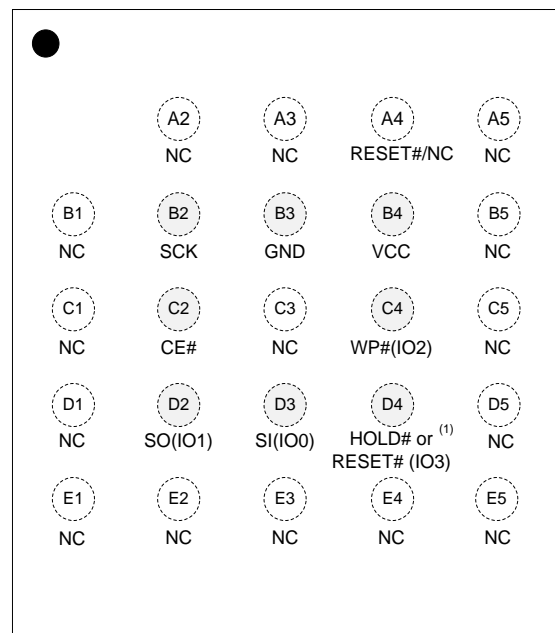 A2 A3 A4 A5
NC NC RESET#/NC NC
B1 B2 B3 B4 B5
NC SCK GND VCC NC
C1 C2 C3 C4 C5
NC CE# NC WP#(IO2) NC
D1 D2 D3 D4 D5
NC SO(IO1) SI(IO0) HOLD# or (1) NC
RESET# (IO3)
E1 E2 E3 E4 E5
NC NC NC NC NC